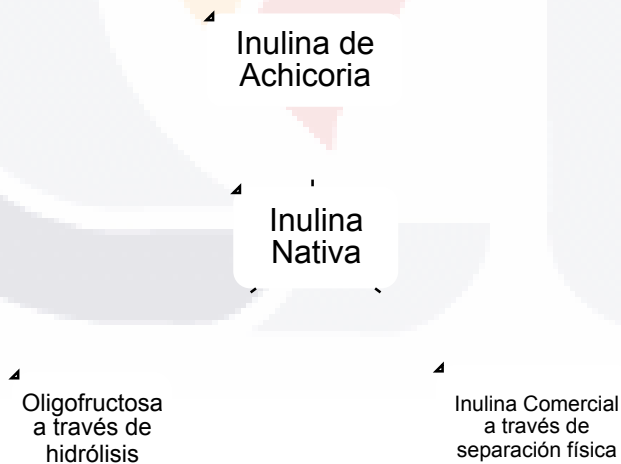 Inulina de
Achicoria
Inulina
Nativa
Oligofructosa
a través de
hidrólisis
Inulina Comercial
a través de
separación física